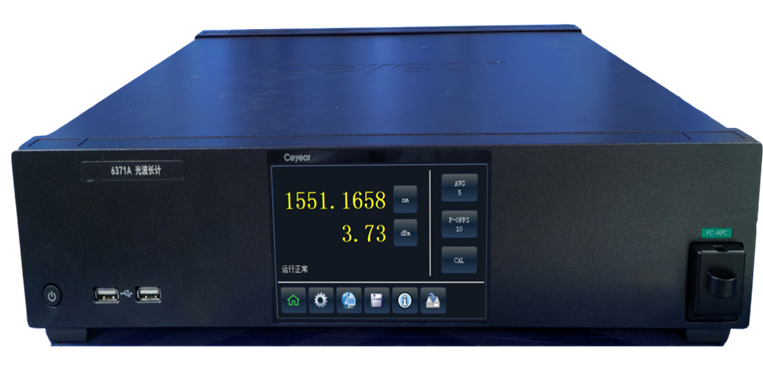 Ceyear
6371A 光波长计
1551.1658 nm
3.73 dBm
运行正常
AVG
5
P-OFFS
10
CAL
FC-APC